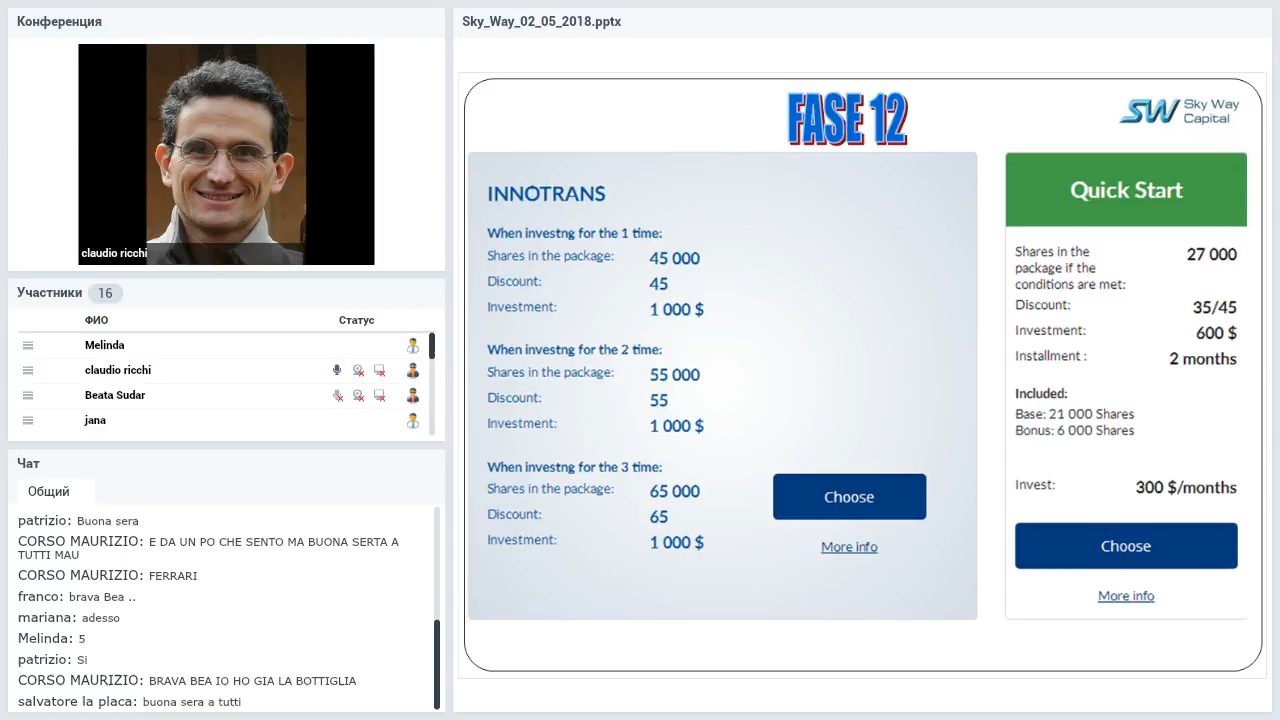 Конференция
claudio ricchi
Участники 16
ФИО Статус
Melinda
claudio ricchi
Beata Sudar
jana
Чат
Общий
patrizio: Buona sera
CORSO MAURIZIO: E DA UN PO CHE SENTO MA BUONA SERTA A
TUTTI MAU
CORSO MAURIZIO: FERRARI
franco: brava Bea ..
mariana: adesso
Melinda: 5
patrizio: Si
CORSO MAURIZIO: BRAVA BEA IO HO GIA LA BOTTIGLIA
salvatore la placa: buona sera a tutti
Sky_Way_02_05_2018.pptx
FASE 12
SW Sky Way
Capital
INNOTRANS
When investng for the 1 time:
Shares in the package: 45 000
Discount: 45
Investment: 1 000 $
When investng for the 2 time:
Shares in the package: 55 000
Discount: 55
Investment: 1 000 $
When investng for the 3 time:
Shares in the package: 65 000
Discount: 65
Investment: 1 000 $
Choose
More info
Quick Start
Shares in the 27 000
package if the
conditions are met:
Discount: 35/45
Investment: 600 $
Installment : 2 months
Included:
Base: 21 000 Shares
Bonus: 6 000 Shares
Invest: 300 $/months
Choose
More info